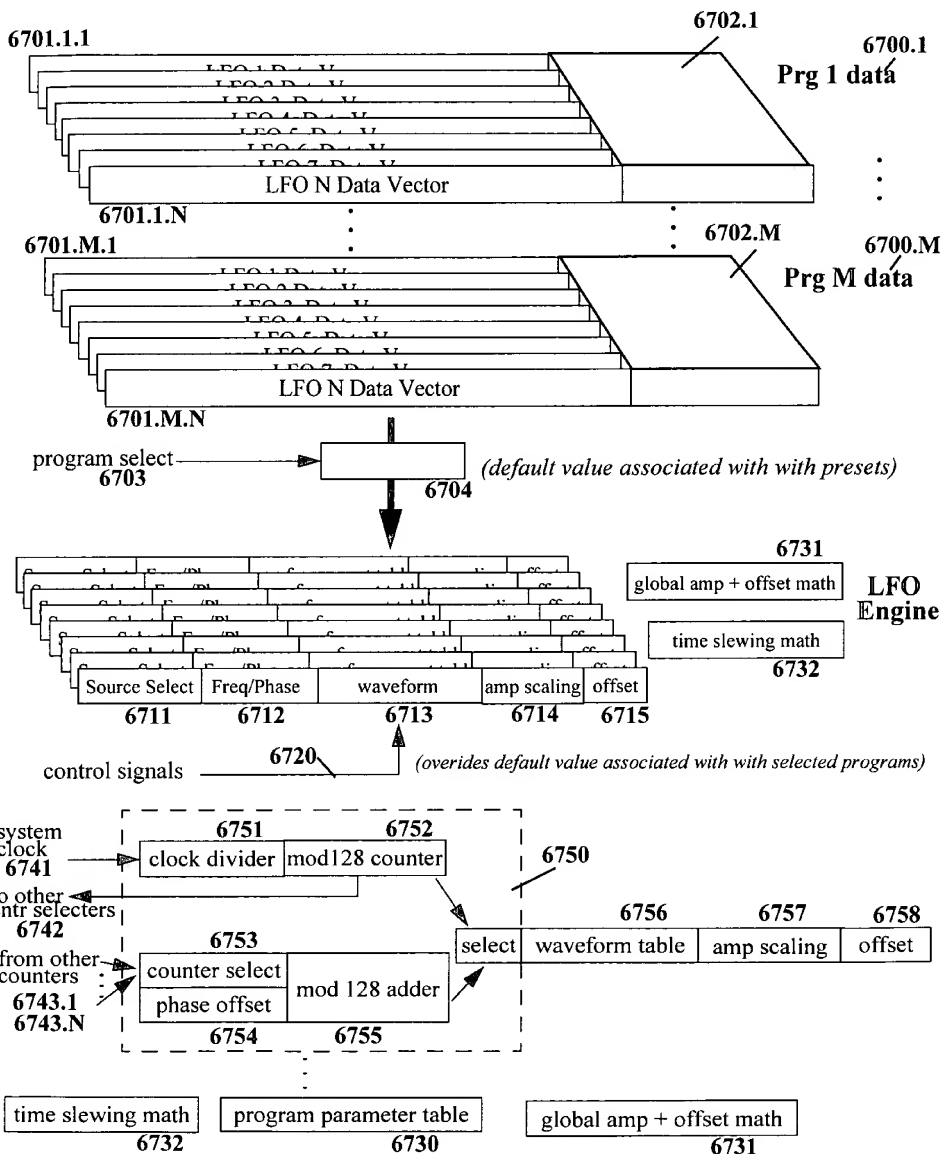 6702.1
6701.1.1
6700.1
Prg 1 data
LFO N Data Vector
6701.1.N
6701.M.1
6702.M
6700.M
Prg M data
LFO N Data Vector
6701.M.N
program select
6703
6704
(default value associated with with presets)
6731
global amp + offset math
LFO
Engine
time slewing math
6732
Source Select
Freq/Phase
waveform
amp scaling
offset
6711
6712
6713
6714
6715
6720
control signals
(overides default value associated with with selected programs)
system
clock
6741
6751
6752
clock divider
mod128 counter
6750
o other
ntr selecters
6742
6756
6757
6758
select
waveform table
amp scaling
offset
6753
from other
counters
6743.1
6743.N
counter select
phase offset
mod 128 adder
6754
6755
time slewing math
program parameter table
global amp + offset math
6732
6730
6731